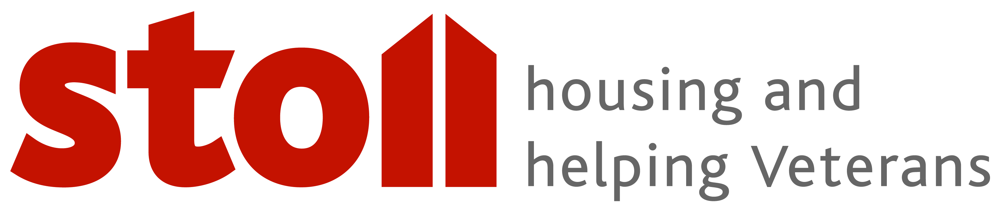 stoll
housing and
helping Veterans